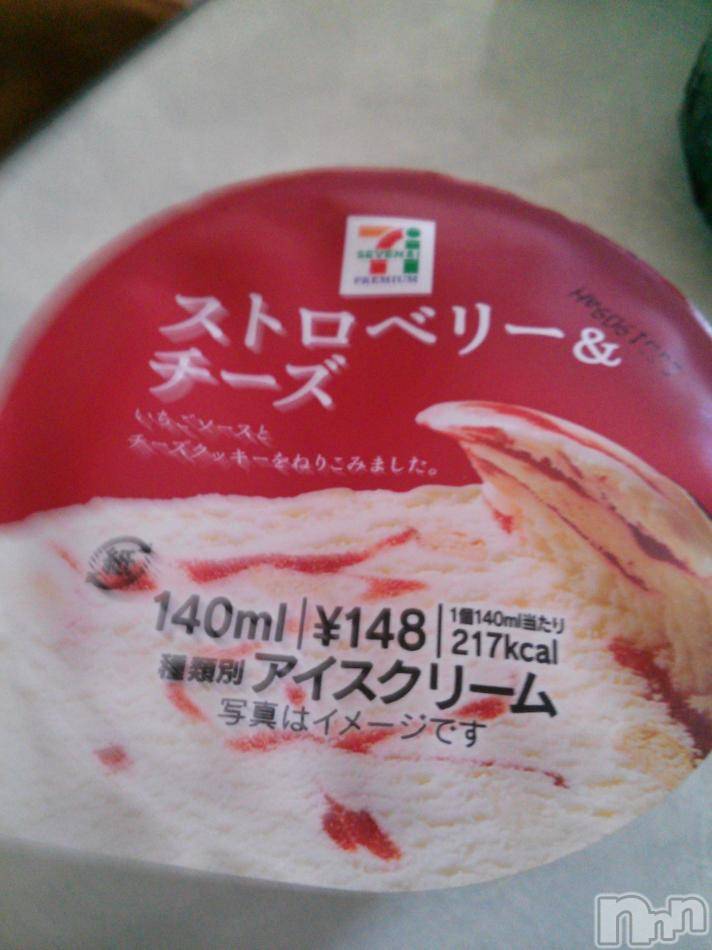 SEVEN&i
PREMIUM
ストロベリー&
チーズ
いちごソースと
チーズクッキーをねりこみました。
紙
140ml ¥148 1個140ml当たり
217kcal
種類別 アイスクリーム
写真はイメージです
nnn